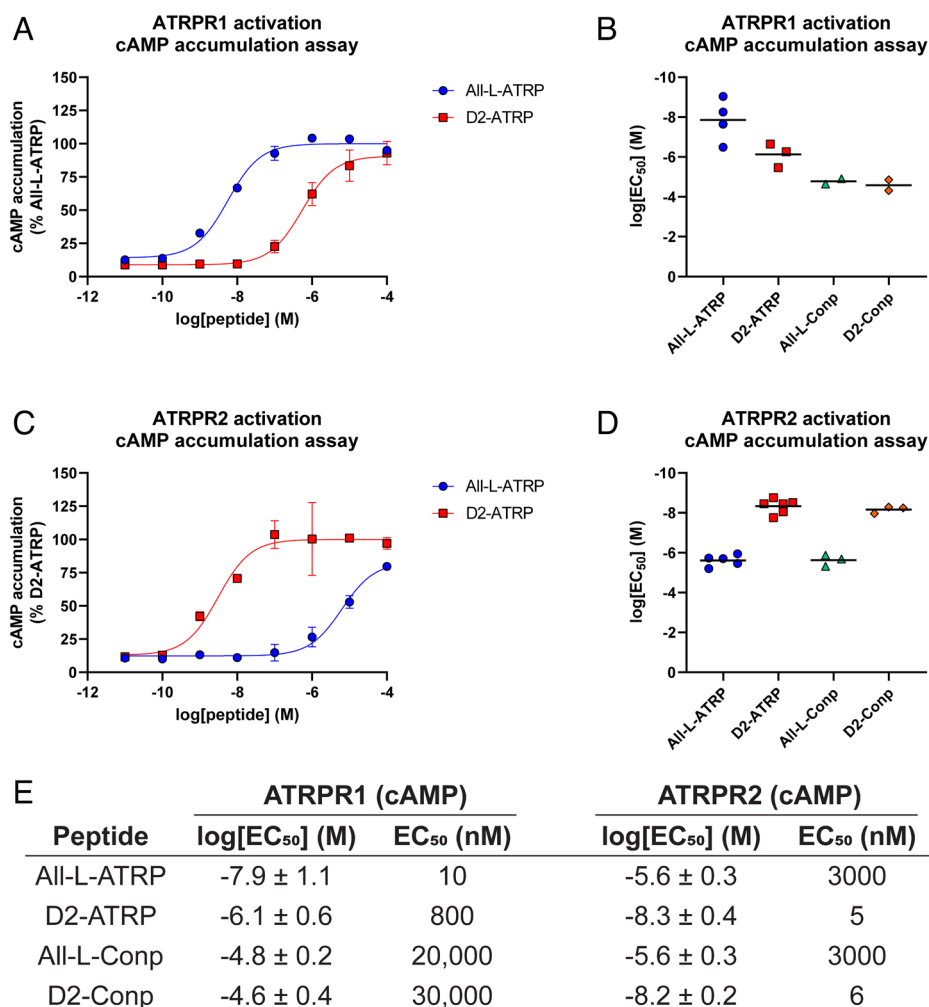 A
ATRPR1 activation
cAMP accumulation assay
150
125
100
75
50
25
0
cAMP accumulation
(% All-L-ATRP)
-12
-10
-8
-6
-4
log[peptide] (M)
All-L-ATRP
D2-ATRP
B
ATRPR1 activation
cAMP accumulation assay
-10
-8
-6
-4
-2
0
log[EC₅₀] (M)
All-L-ATRP
D2-ATRP
All-L-Conp
D2-Conp
C
ATRPR2 activation
cAMP accumulation assay
150
125
100
75
50
25
0
cAMP accumulation
(% D2-ATRP)
-12
-10
-8
-6
-4
log[peptide] (M)
All-L-ATRP
D2-ATRP
D
ATRPR2 activation
cAMP accumulation assay
-10
-8
-6
-4
-2
0
log[EC₅₀] (M)
All-L-ATRP
D2-ATRP
All-L-Conp
D2-Conp
E
ATRPR1 (cAMP) ATRPR2 (cAMP)
Peptide log[EC₅₀] (M) EC₅₀ (nM) log[EC₅₀] (M) EC₅₀ (nM)
All-L-ATRP -7.9 ± 1.1 10 -5.6 ± 0.3 3000
D2-ATRP -6.1 ± 0.6 800 -8.3 ± 0.4 5
All-L-Conp -4.8 ± 0.2 20,000 -5.6 ± 0.3 3000
D2-Conp -4.6 ± 0.4 30,000 -8.2 ± 0.2 6